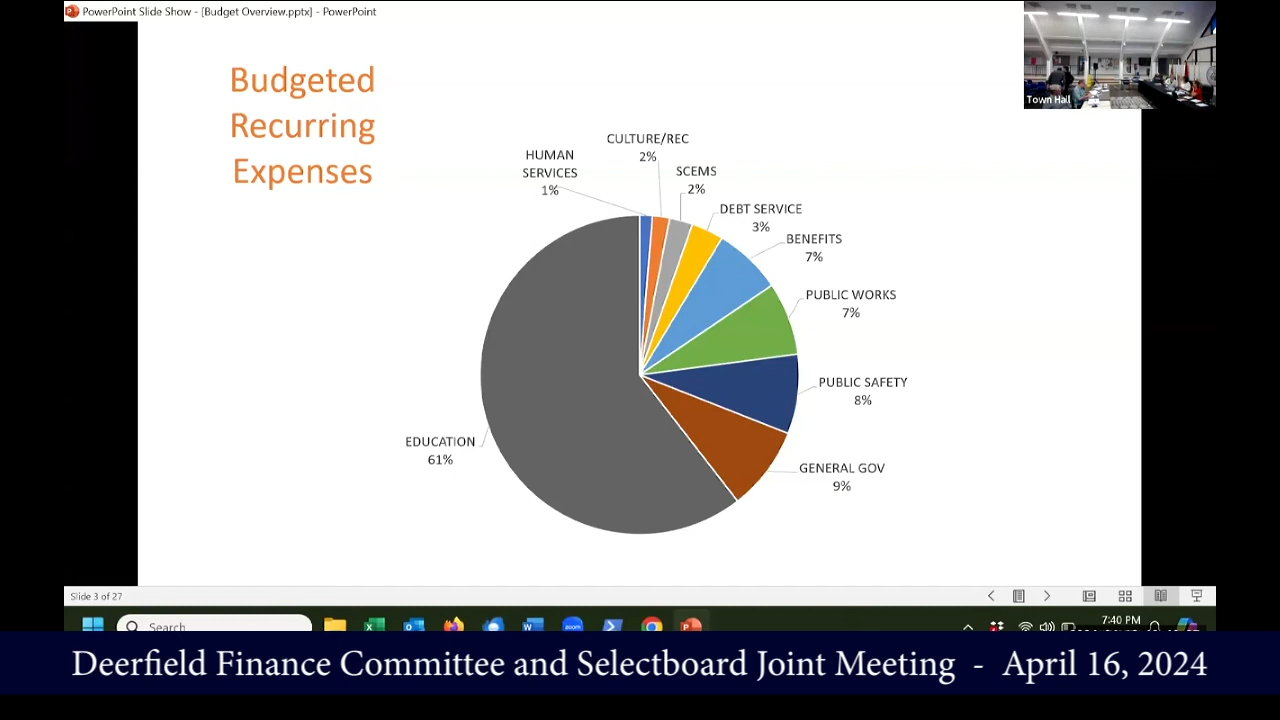 PowerPoint Slide Show - [Budget Overview.pptx] - PowerPoint
Town Hall
Budgeted
Recurring
Expenses
CULTURE/REC
2%
HUMAN
SERVICES
1%
SCEMS
2%
DEBT SERVICE
3%
BENEFITS
7%
PUBLIC WORKS
7%
PUBLIC SAFETY
8%
EDUCATION
61%
GENERAL GOV
9%
Slide 3 of 27
Search
zoom
7:40 PM
Deerfield Finance Committee and Selectboard Joint Meeting - April 16, 2024